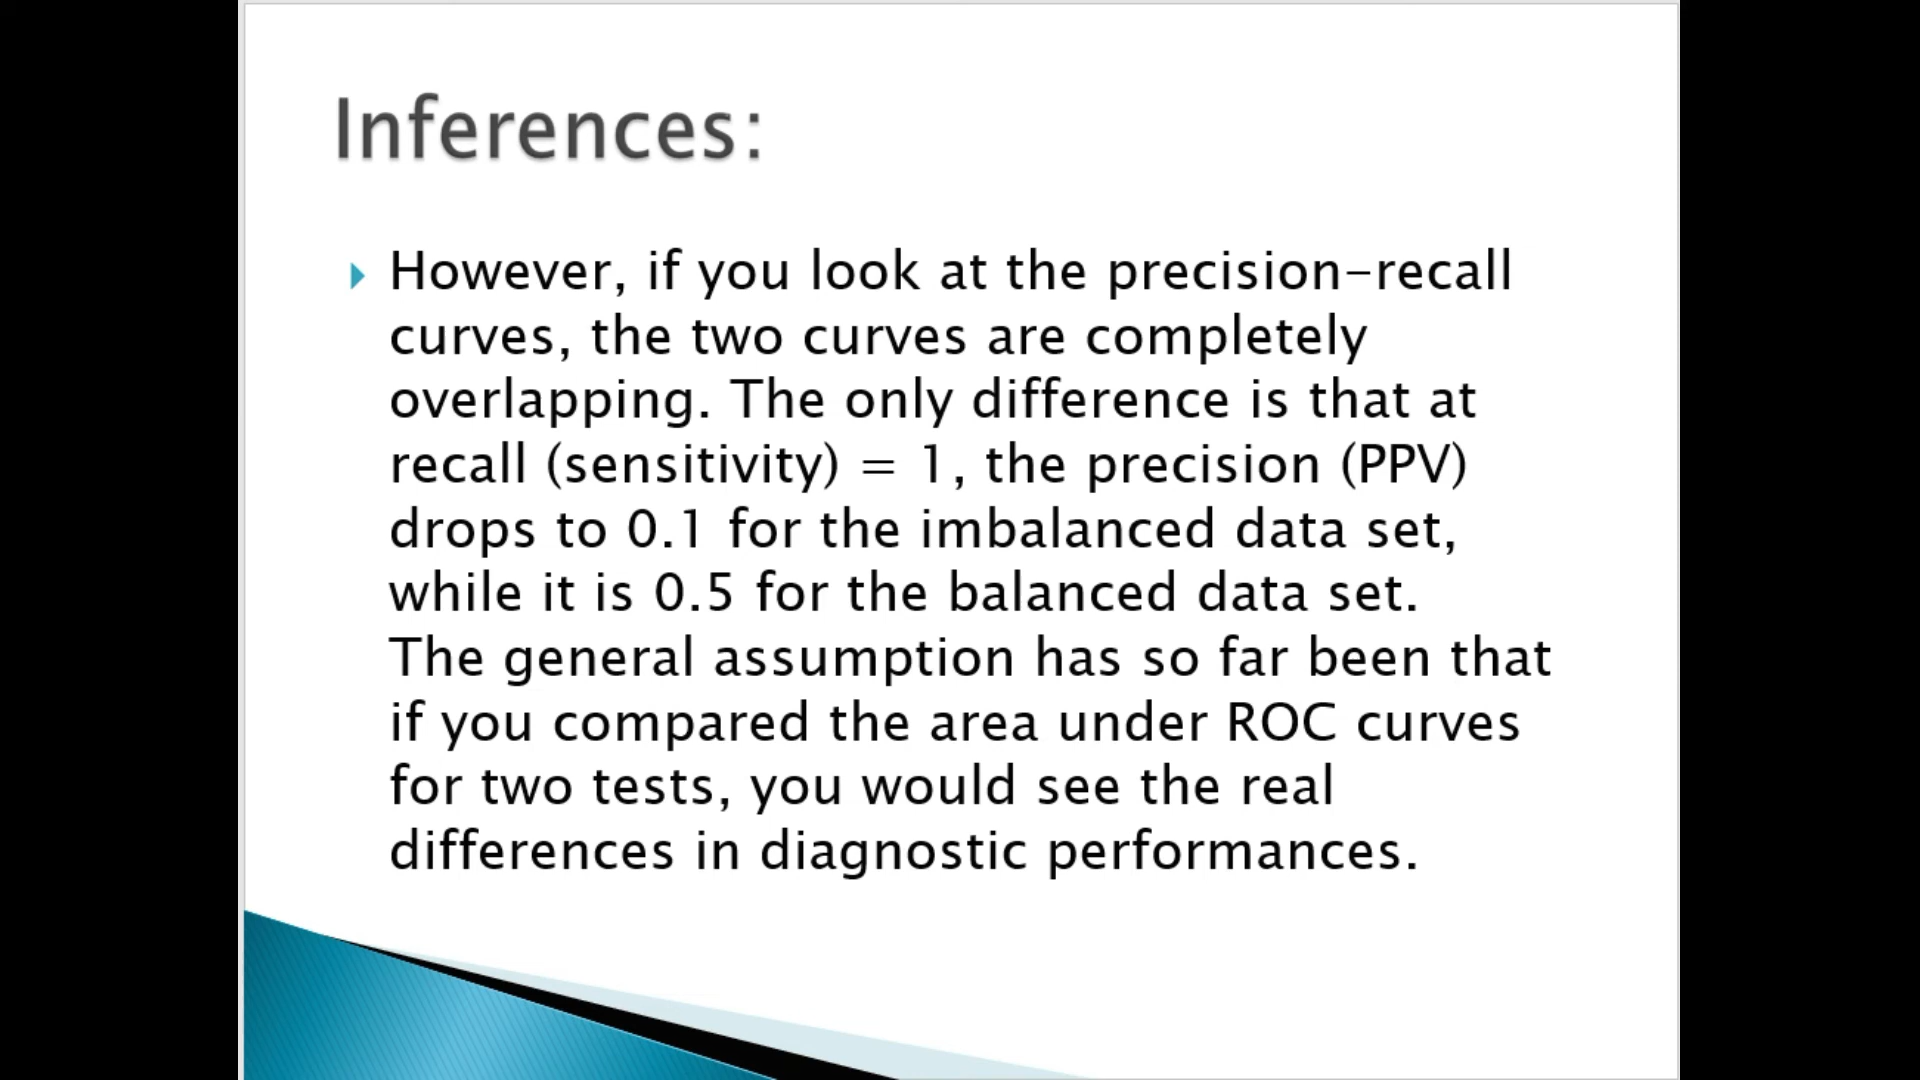 Inferences:
However, if you look at the precision-recall
curves, the two curves are completely
overlapping. The only difference is that at
recall (sensitivity) = 1, the precision (PPV)
drops to 0.1 for the imbalanced data set,
while it is 0.5 for the balanced data set.
The general assumption has so far been that
if you compared the area under ROC curves
for two tests, you would see the real
differences in diagnostic performances.